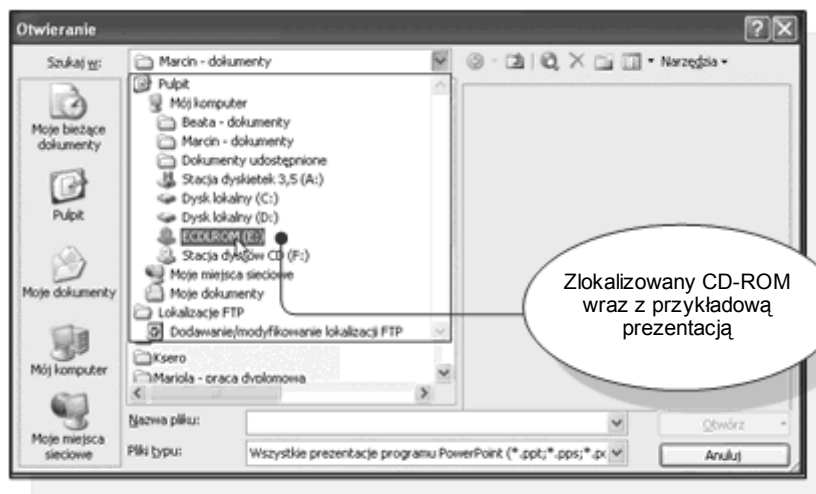 Otwieranie
Szukaj w:
Marcin - dokumenty
Narzędzia
Pulpit
Mój komputer
Beata - dokumenty
Marcin - dokumenty
Dokumenty udostępnione
Stacja dyskietek 3,5 (A:)
Dysk lokalny (C:)
Dysk lokalny (D:)
ECDLROM (E:)
Stacja dysków CD (F:)
Moje miejsca sieciowe
Moje dokumenty
Lokalizacje FTP
Dodawanie/modyfikowanie lokalizacji FTP
Ksero
Mariola - praca dyplomowa
Moje bieżące
dokumenty
Pulpit
Moje dokumenty
Mój komputer
Moje miejsca
sieciowe
Zlokalizowany CD-ROM
wraz z przykładową
prezentacją
Nazwa pliku:
Otwórz
Pliki typu:
Wszystkie prezentacje programu PowerPoint (*.ppt;*.pps;*.po
Anuluj